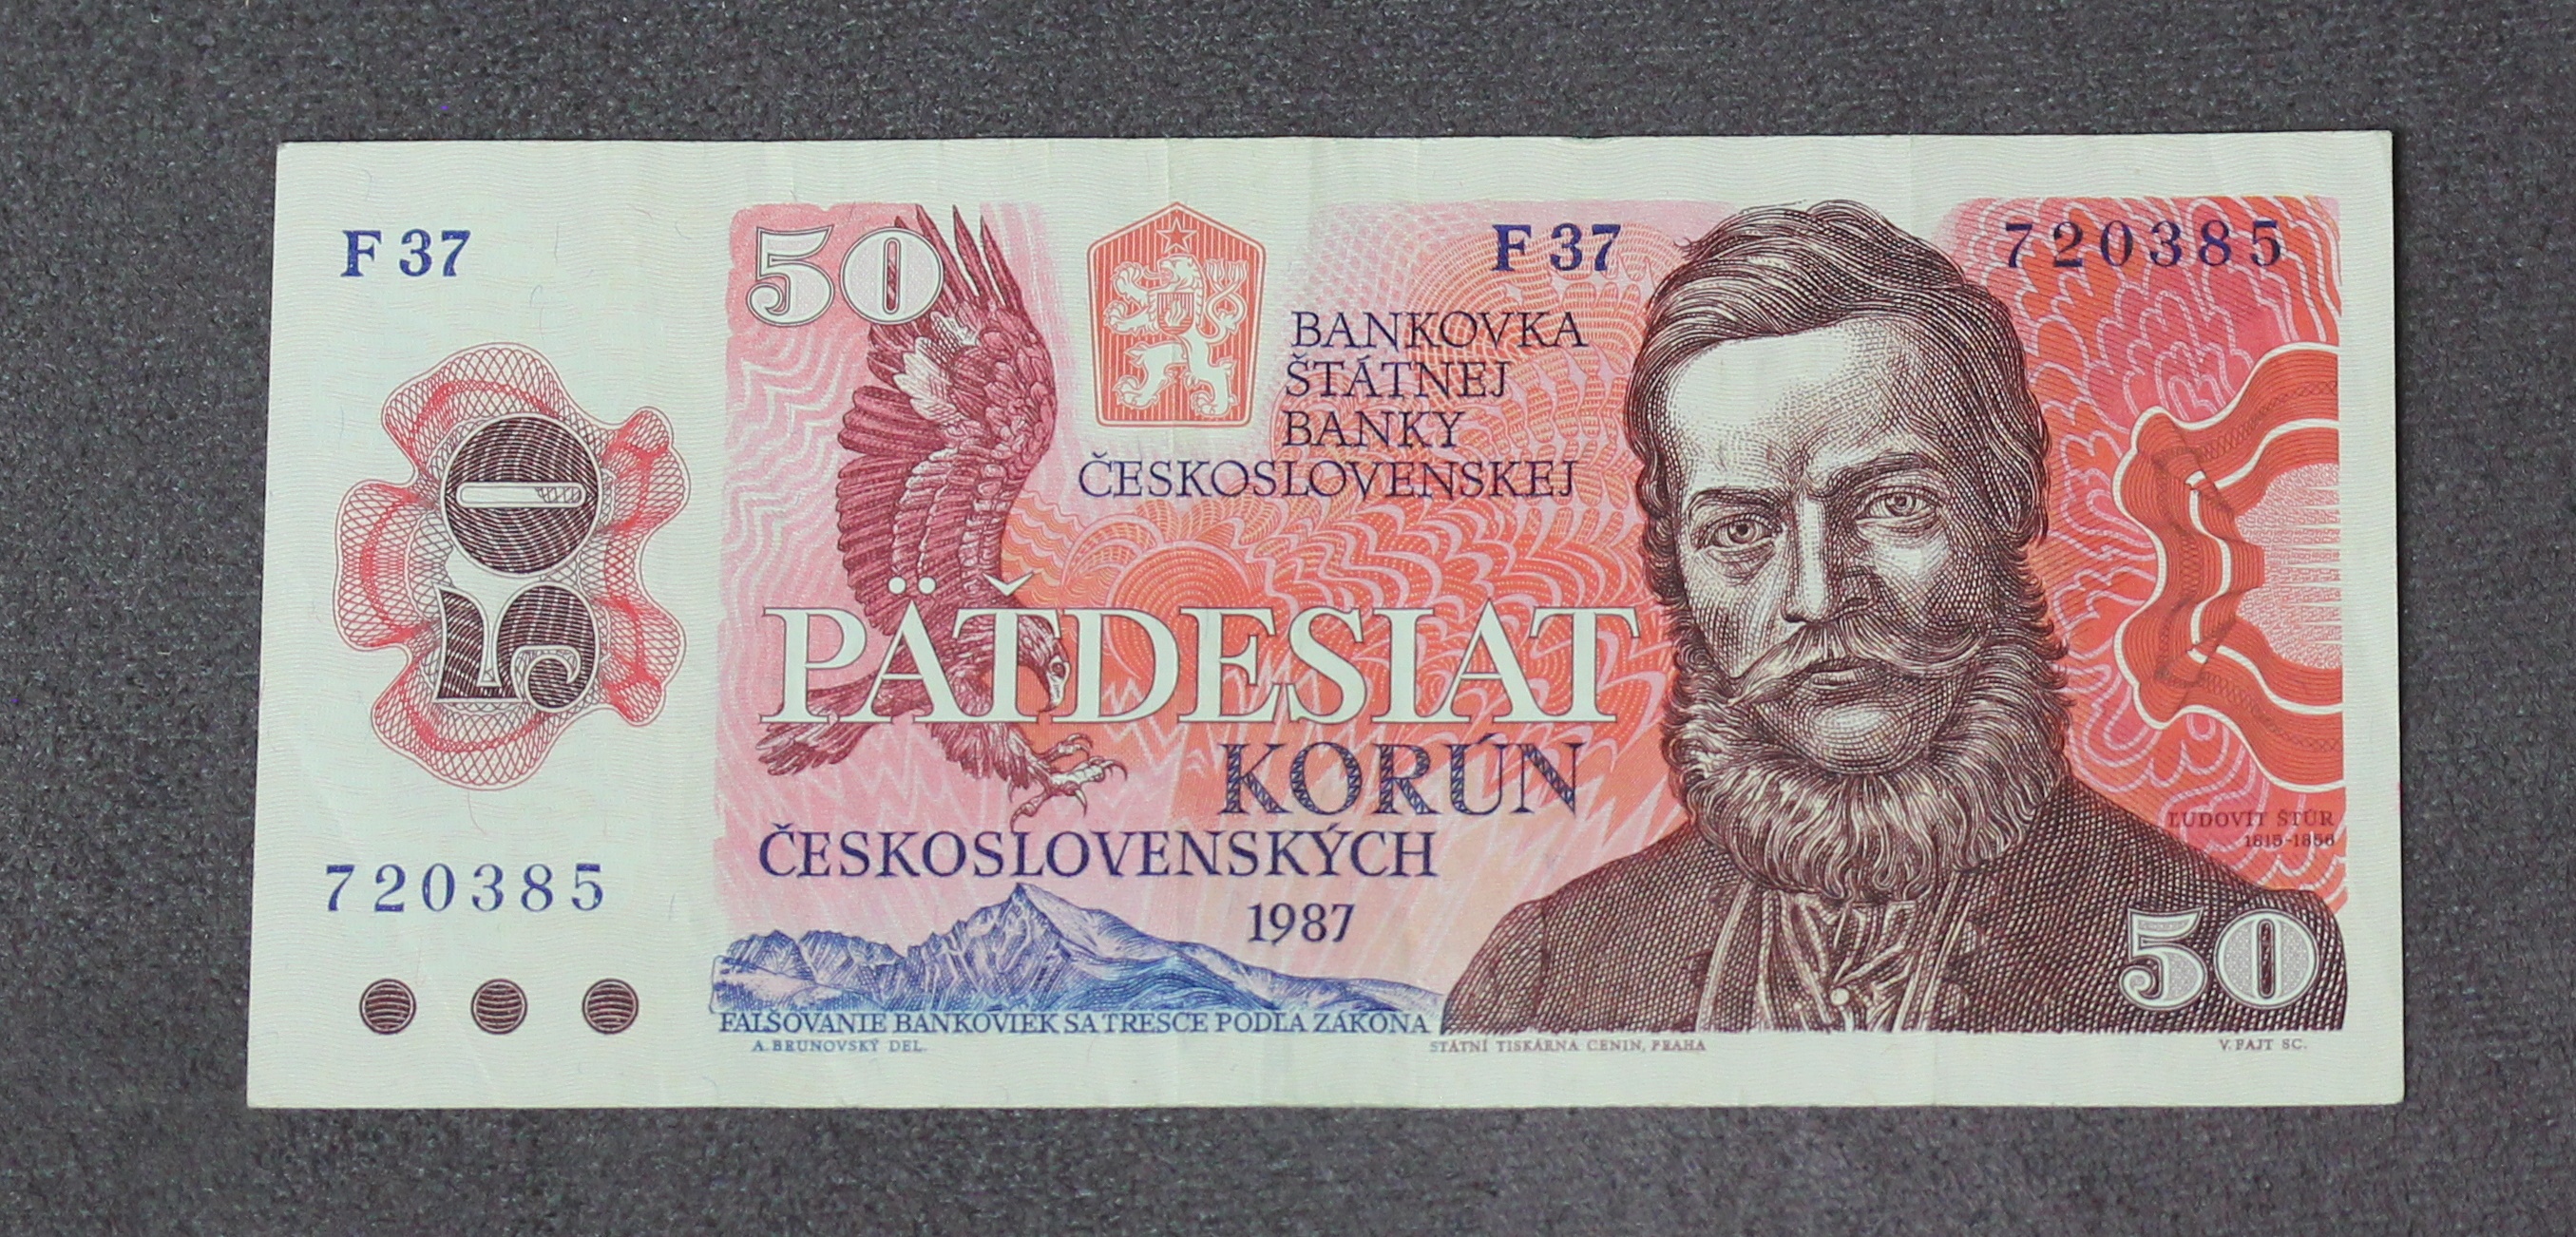 F 37
50
F 37
720385
BANKOVKA
ŠTÁTNEJ
BANKY
ČESKOSLOVENSKEJ
50
PÄŤDESIAT
KORÚN
ČESKOSLOVENSKÝCH
1987
ĽUDOVÍT ŠTÚR
1815-1856
720385
50
FALŠOVANIE BANKOVIEK SA TRESCE PODĽA ZÁKONA
A. BRUNOVSKÝ DEL.
STÁTNÍ TISKÁRNA CENIN, PRAHA
V. FAJT SC.